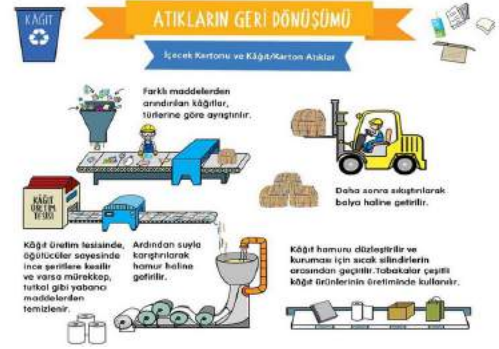 KÂĞIT
ATIKLARIN GERİ DÖNÜŞÜMÜ
İçecek Kartonu ve Kâğıt/Karton Atıklar
Farklı maddelerden
arındırılan kâğıtlar,
türlerine göre ayrıştırılır.
Daha sonra sıkıştırılarak
balya haline getirilir.
KÂĞIT
ÜRETİM
TESİSİ
Kâğıt üretim tesisinde,
öğütücüler sayesinde
ince şeritlere kesilir
ve varsa mürekkep,
tutkal gibi yabancı
maddelerden
temizlenir.
Ardından suyla
karıştırılarak
hamur haline
getirilir.
Kâğıt hamuru düzleştirilir ve
kuruması için sıcak silindirlerin
arasından geçirilir. Tabakalar çeşitli
kâğıt ürünlerinin üretiminde kullanılır.